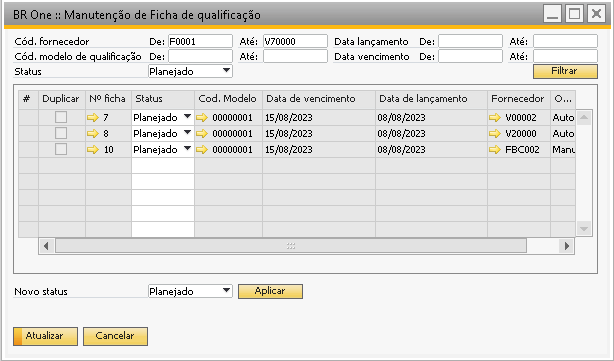 BR One :: Manutenção de Ficha de qualificação
Cód. fornecedor De: F0001 Até: V70000 Data lançamento De: Até:
Cód. modelo de qualificação De: Até: Data vencimento De: Até:
Status Planejado Filtrar
# Duplicar Nº ficha Status Cod. Modelo Data de vencimento Data de lançamento Fornecedor O...
7 Planejado 00000001 15/08/2023 08/08/2023 V00002 Auto
8 Planejado 00000001 15/08/2023 08/08/2023 V20000 Auto
10 Planejado 00000001 15/08/2023 08/08/2023 FBC002 Manu
Novo status Planejado Aplicar
Atualizar Cancelar